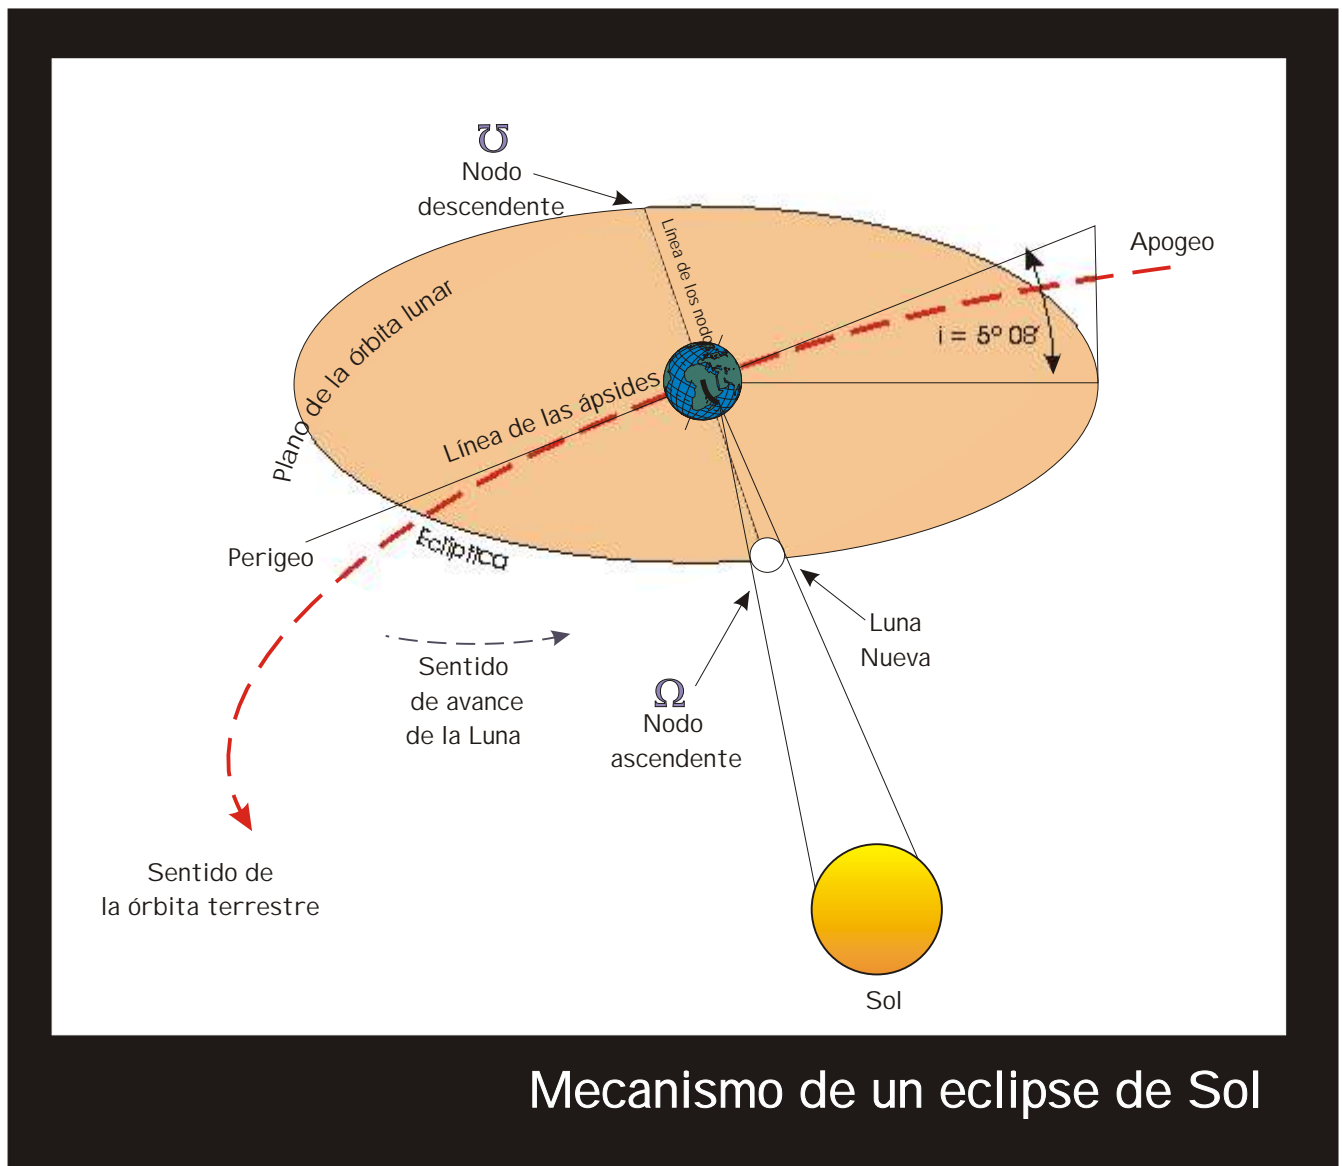 ℧
Nodo
descendente
Línea de los nodos
Apogeo
Plano de la órbita lunar
i = 5º 08'
Línea de las ápsides
Perigeo
Eclíptica
Luna
Nueva
Sentido
de avance
de la Luna
Ω
Nodo
ascendente
Sentido de
la órbita terrestre
Sol
Mecanismo de un eclipse de Sol